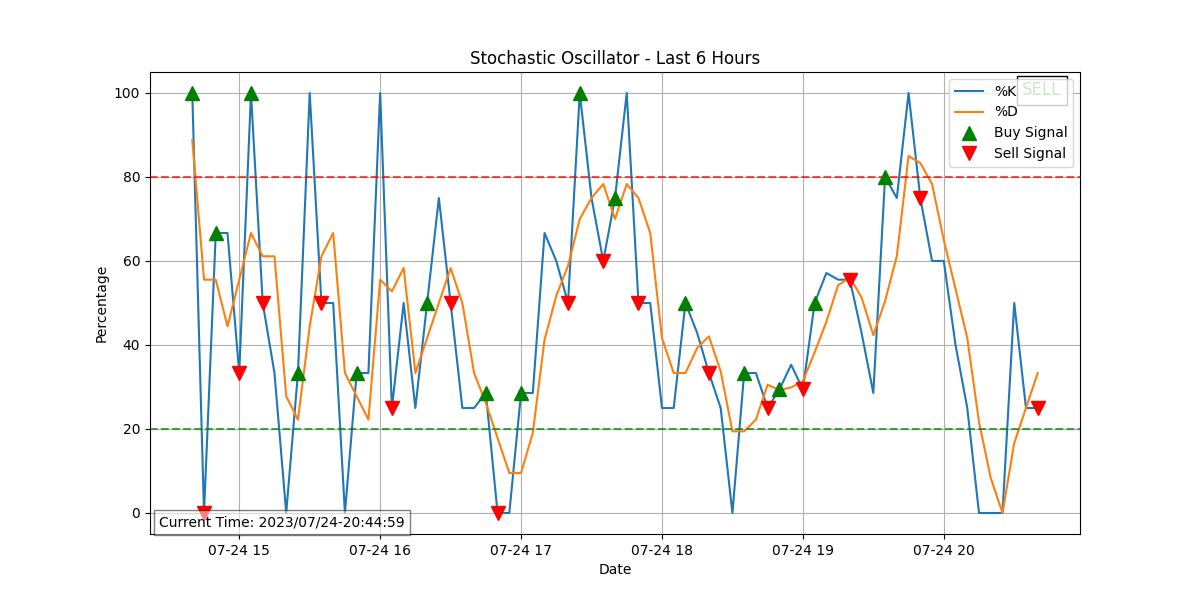 Stochastic Oscillator - Last 6 Hours
%K
SELL
%D
Buy Signal
Sell Signal
100
80
60
40
20
0
Percentage
Current Time: 2023/07/24-20:44:59
07-24 15
07-24 16
07-24 17
07-24 18
07-24 19
07-24 20
Date